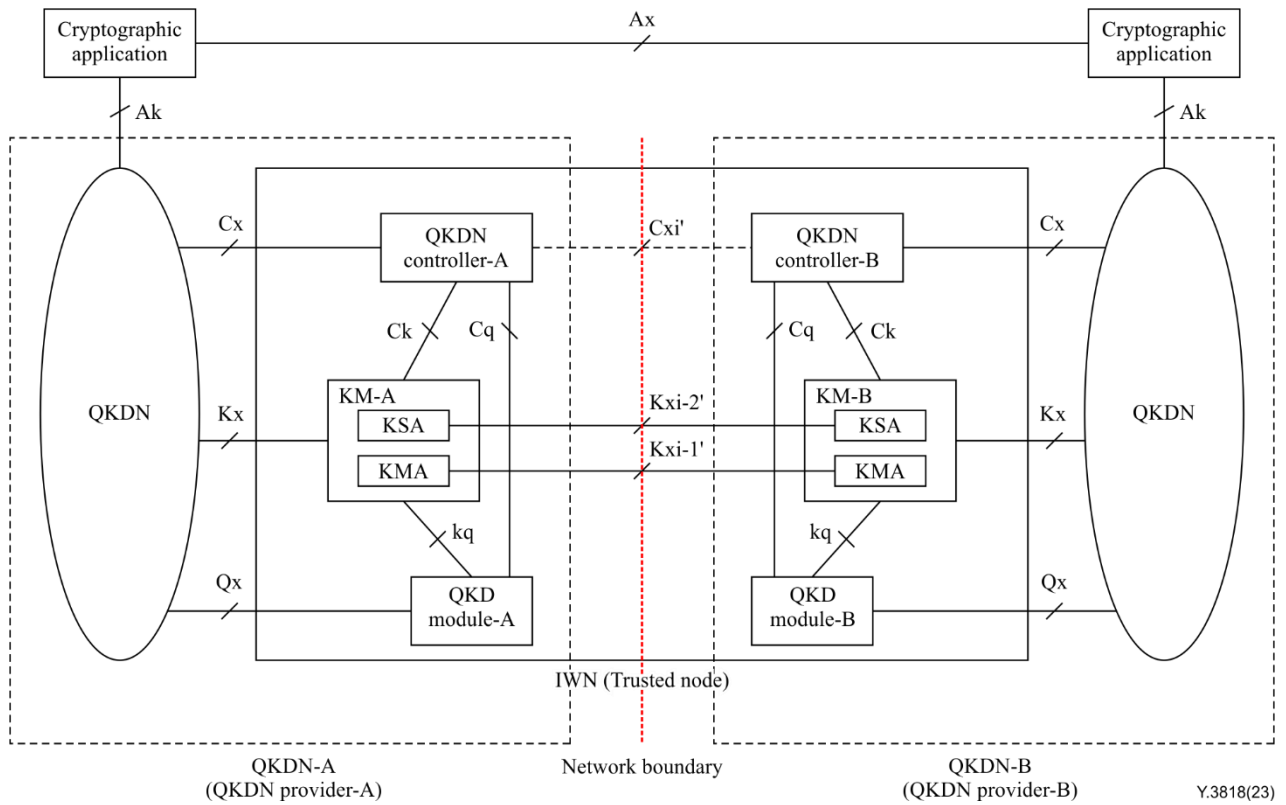 Cryptographic
application
Ax
Cryptographic
application
Ak
Ak
Cx
QKDN
controller-A
Cxi'
QKDN
controller-B
Cx
Ck
Cq
Cq
Ck
QKDN
Kx
KM-A
KSA
KMA
Kxi-2'
Kxi-1'
KM-B
KSA
KMA
Kx
QKDN
kq
kq
Qx
QKD
module-A
QKD
module-B
Qx
IWN (Trusted node)
QKDN-A
(QKDN provider-A)
Network boundary
QKDN-B
(QKDN provider-B)
Y.3818(23)